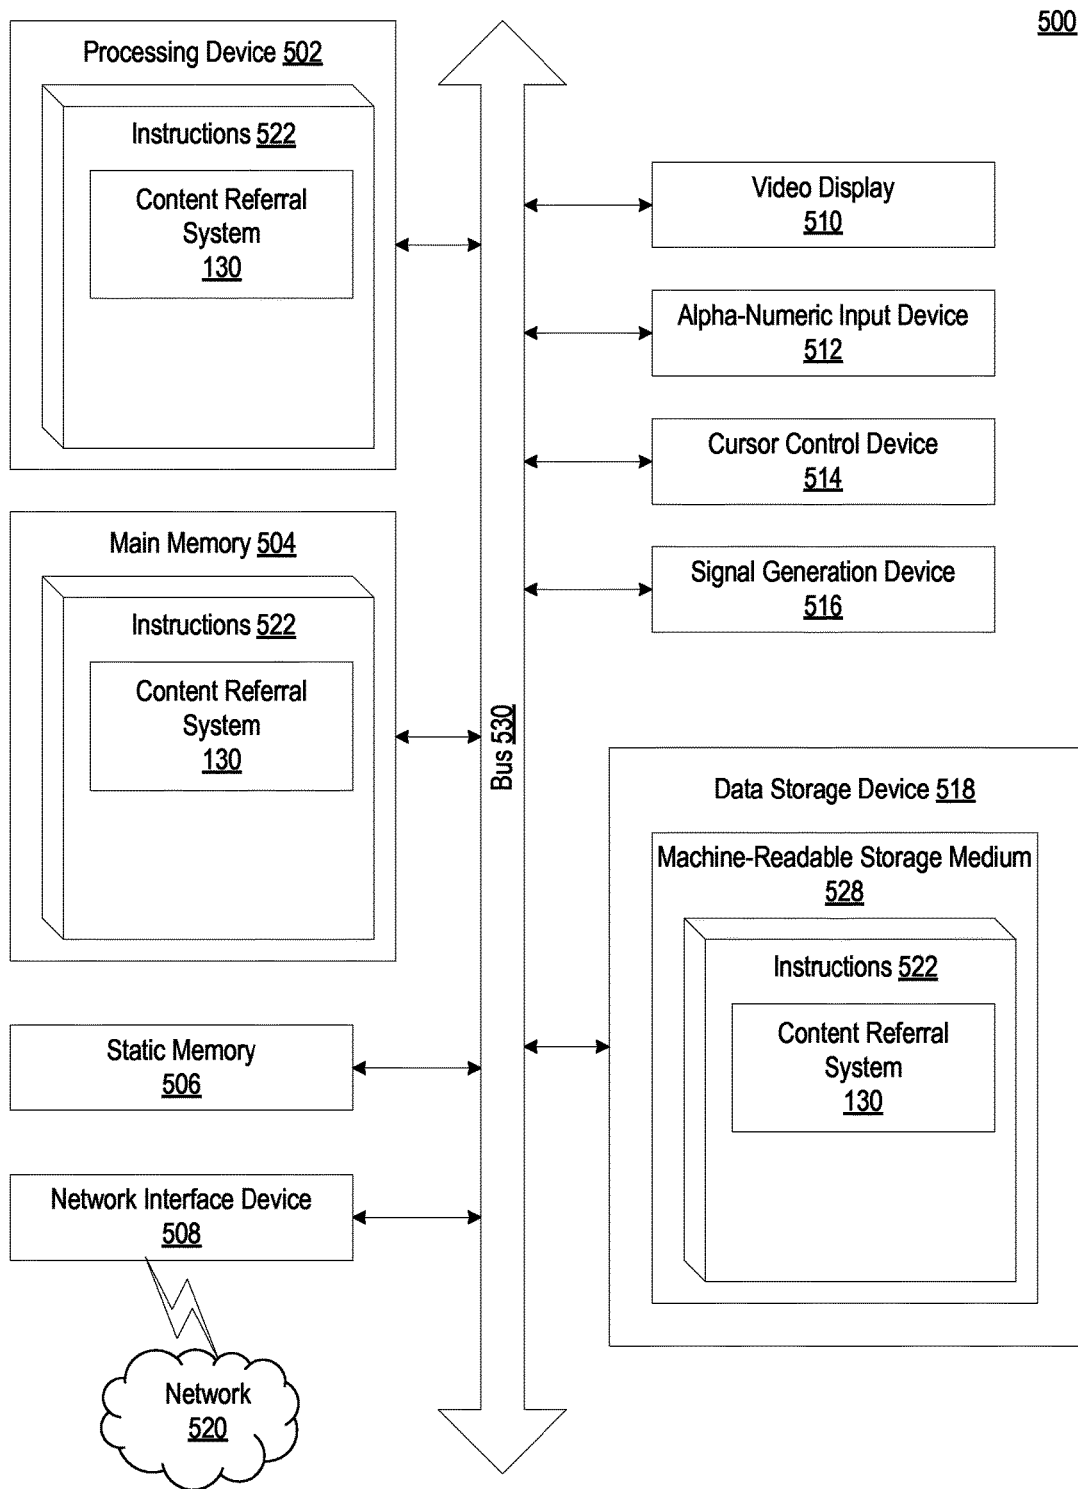 500
Processing Device 502
Instructions 522
Content Referral
System
130
Main Memory 504
Instructions 522
Content Referral
System
130
Static Memory
506
Network Interface Device
508
Network
520
Bus 530
Video Display
510
Alpha-Numeric Input Device
512
Cursor Control Device
514
Signal Generation Device
516
Data Storage Device 518
Machine-Readable Storage Medium
528
Instructions 522
Content Referral
System
130